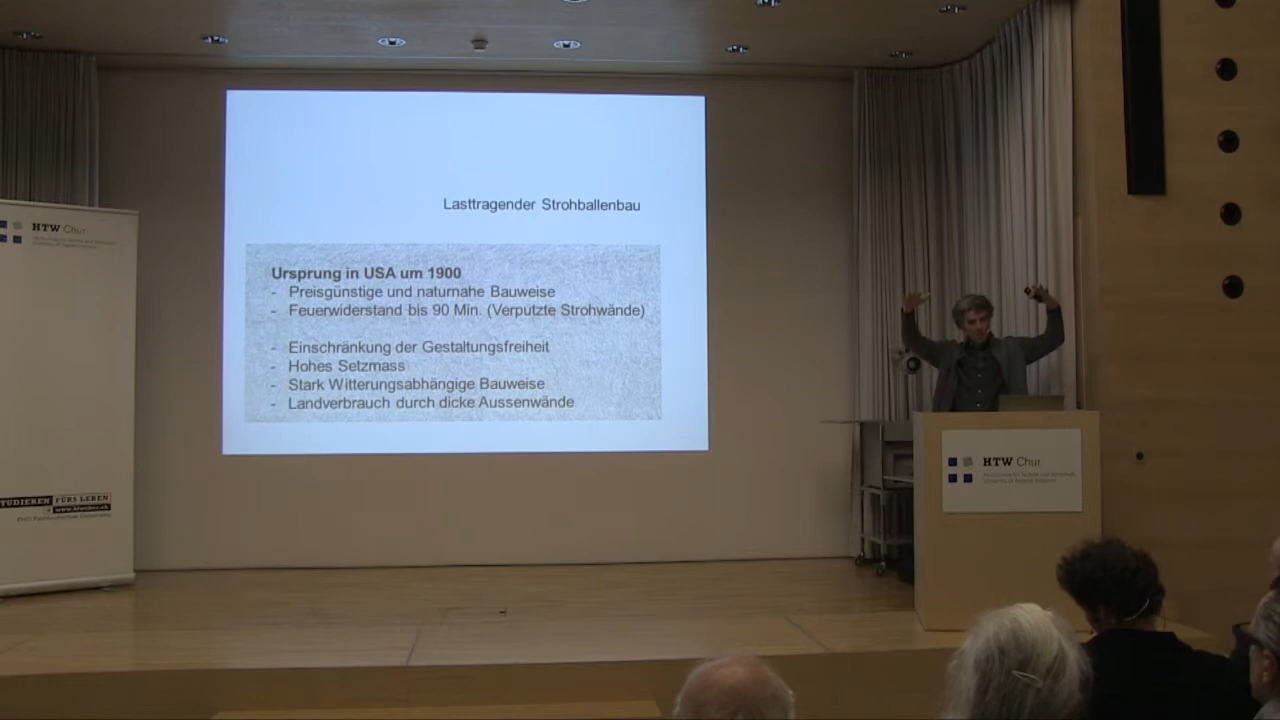 Lasttragender Strohballenbau
Ursprung in USA um 1900
- Preisgünstige und naturnahe Bauweise
- Feuerwiderstand bis 90 Min. (Verputzte Strohwände)
- Einschränkung der Gestaltungsfreiheit
- Hohes Setzmass
- Stark Witterungsabhängige Bauweise
- Landverbrauch durch dicke Aussenwände
HTW Chur
TUDIEREN FÜRS LEBEN
HTW Chur